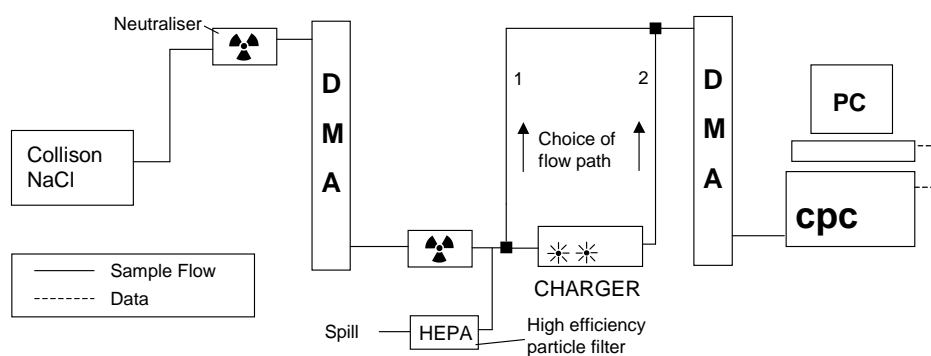 Neutraliser
D
M
A
Collison
NaCl
1
2
Choice of
flow path
D
M
A
PC
cpc
CHARGER
Sample Flow
Data
Spill
HEPA
High efficiency
particle filter